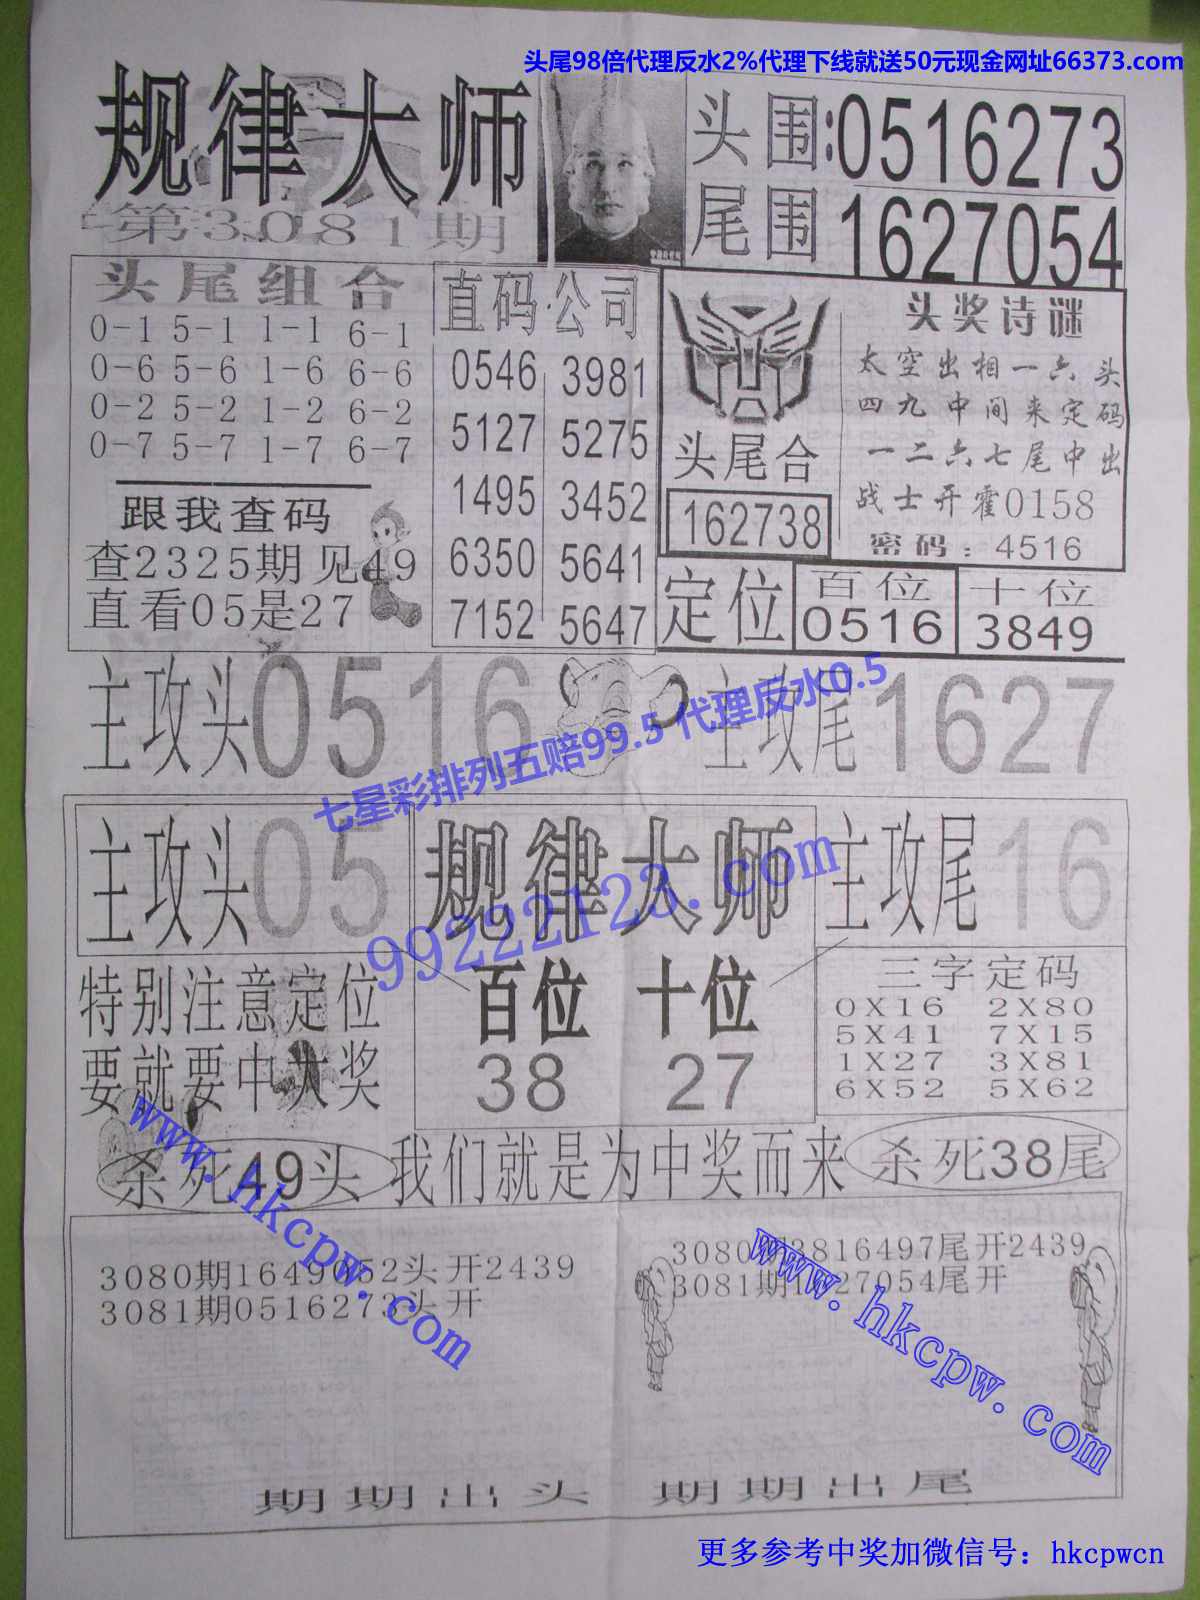 头尾98倍代理反水2%代理下线就送50元现金网址66373.com
规律大师
第3081期
头围:0516273
尾围 1627054
头尾组合
0-1 5-1 1-1 6-1
0-6 5-6 1-6 6-6
0-2 5-2 1-2 6-2
0-7 5-7 1-7 6-7
跟我查码
查2325期见49
直看05是27
直码公司
0546 3981
5127 5275
1495 3452
6350 5641
7152 5647
头尾合
162738
头奖诗谜
太空出相一六头
四九中间来定码
一二六七尾中出
战士开霍0158
密码:4516
定位
百位
0516
十位
3849
主攻头0516
主攻尾1627
七星彩排列五赔99.5 代理反水0.5
主攻头05
规律大师
主攻尾16
99222123.com
特别注意定位
要就要中大奖
百位 十位
38 27
三字定码
0X16 2X80
5X41 7X15
1X27 3X81
6X52 5X62
杀死49头
我们就是为中奖而来
杀死38尾
www.hkcpw.com
www.hkcpw.com
3080期1649052头开2439
3081期0516273头开
3080期3816497尾开2439
3081期1627054尾开
期期出头 期期出尾
更多参考中奖加微信号：hkcpwcn